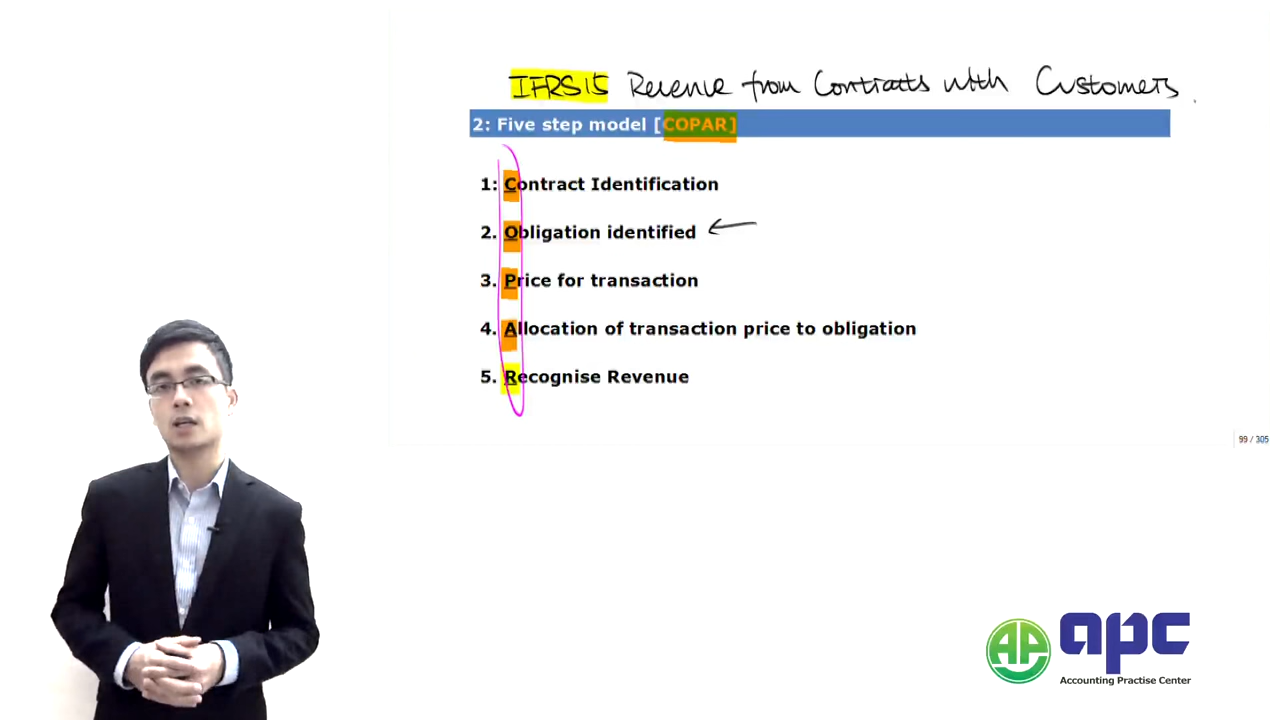 IFRS15 Revenue from Contracts with Customers.
2: Five step model [COPAR]
1: Contract Identification
2. Obligation identified
3. Price for transaction
4. Allocation of transaction price to obligation
5. Recognise Revenue
99 / 305
AP apc
Accounting Practise Center